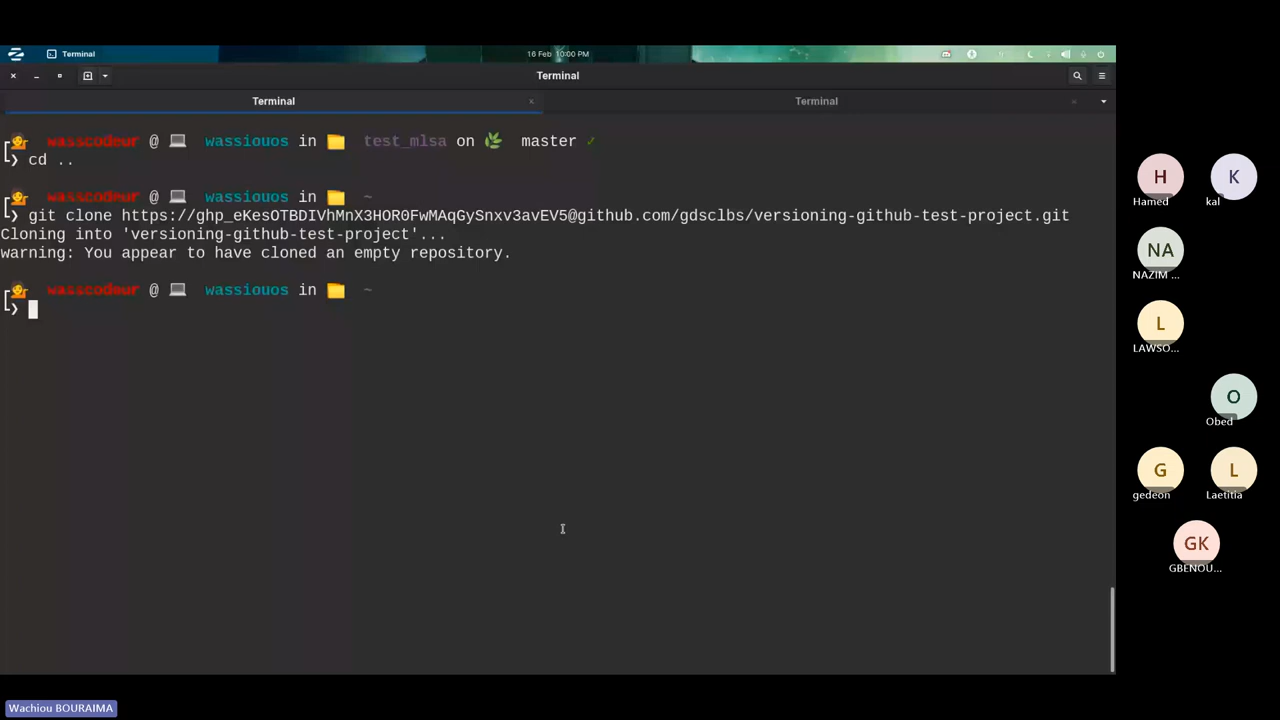 Terminal
16 Feb 10:00 PM
Terminal
Terminal
Terminal
wasscodeur @ wassiouos in test_mlsa on master ✓
❯ cd ..
wasscodeur @ wassiouos in ~
❯ git clone https://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@github.com/gdsclbs/versioning-github-test-project.git
Cloning into 'versioning-github-test-project'...
warning: You appear to have cloned an empty repository.
wasscodeur @ wassiouos in ~
❯
H
Hamed
K
kal
NA
NAZIM ...
L
LAWSO...
O
Obed
G
gedeon
L
Laetitia
GK
GBENOU...
Wachiou BOURAIMA